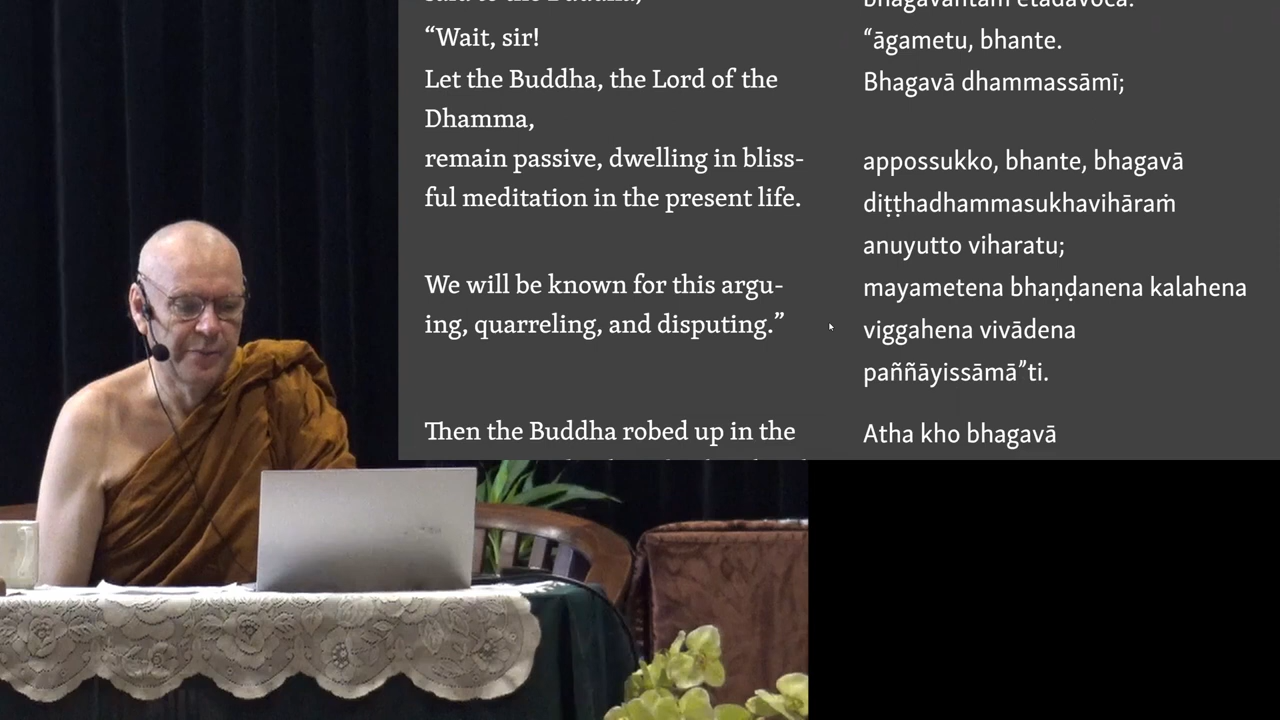 “Wait, sir!
Let the Buddha, the Lord of the
Dhamma,
remain passive, dwelling in bliss-
ful meditation in the present life.
We will be known for this argu-
ing, quarreling, and disputing.”
Then the Buddha robed up in the
bhagavantaṁ etadavoca:
“āgametu, bhante.
Bhagavā dhammassāmī;
appossukko, bhante, bhagavā
diṭṭhadhammasukhavihāraṁ
anuyutto viharatu;
mayametena bhaṇḍanena kalahena
viggahena vivādena
paññāyissāmā”ti.
Atha kho bhagavā